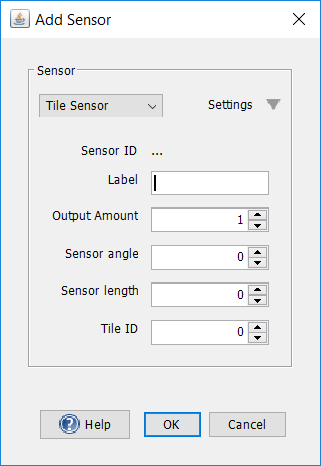 Add Sensor
Sensor
Tile Sensor Settings
Sensor ID ...
Label
Output Amount 1
Sensor angle 0
Sensor length 0
Tile ID 0
Help OK Cancel